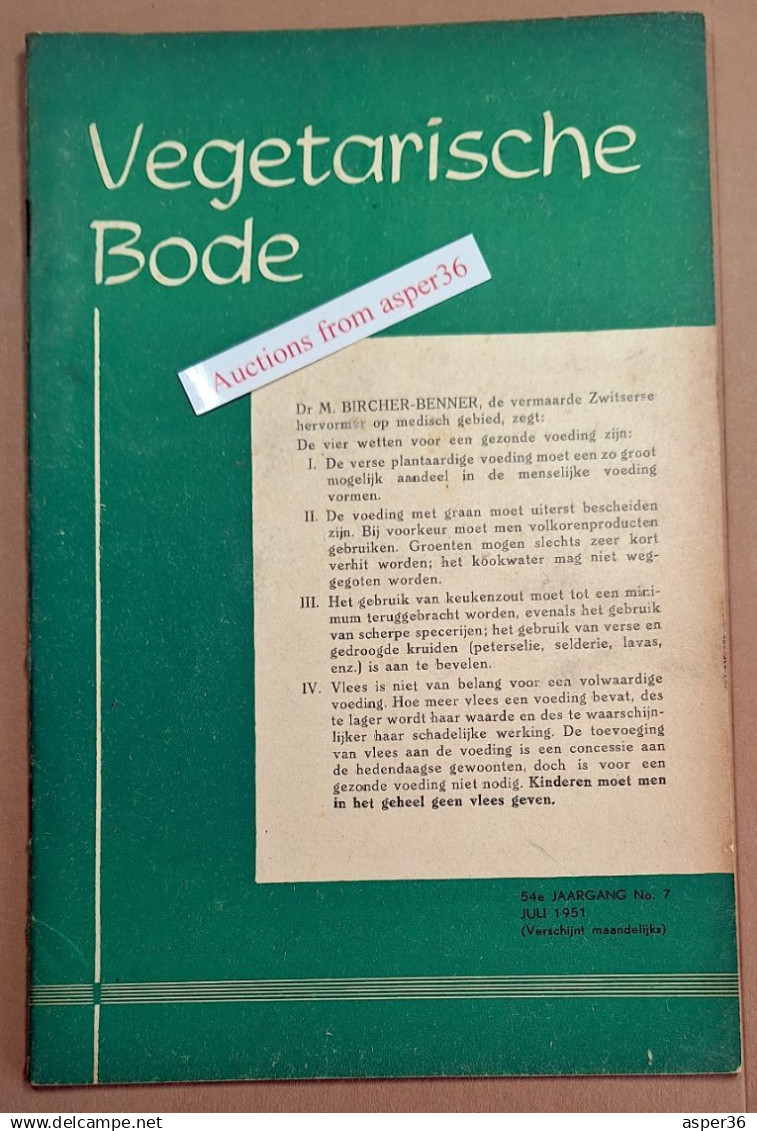 Vegetarische
Bode
Auctions from asper36
Dr M. BIRCHER-BENNER, de vermaarde Zwitserse
hervormer op medisch gebied, zegt:
De vier wetten voor een gezonde voeding zijn:
I. De verse plantaardige voeding moet een zo groot
mogelijk aandeel in de menselijke voeding
vormen.
II. De voeding met graan moet uiterst bescheiden
zijn. Bij voorkeur moet men volkorenproducten
gebruiken. Groenten mogen slechts zeer kort
verhit worden; het kookwater mag niet weg-
gegoten worden.
III. Het gebruik van keukenzout moet tot een mini-
mum teruggebracht worden, evenals het gebruik
van scherpe specerijen; het gebruik van verse en
gedroogde kruiden (peterselie, selderie, lavas,
enz.) is aan te bevelen.
IV. Vlees is niet van belang voor een volwaardige
voeding. Hoe meer vlees een voeding bevat, des
te lager wordt haar waarde en des te waarschijn-
lijker haar schadelijke werking. De toevoeging
van vlees aan de voeding is een concessie aan
de hedendaagse gewoonten, doch is voor een
gezonde voeding niet nodig. Kinderen moet men
in het geheel geen vlees geven.
54e JAARGANG No. 7
JULI 1951
(Verschijnt maandelijks)
asper36